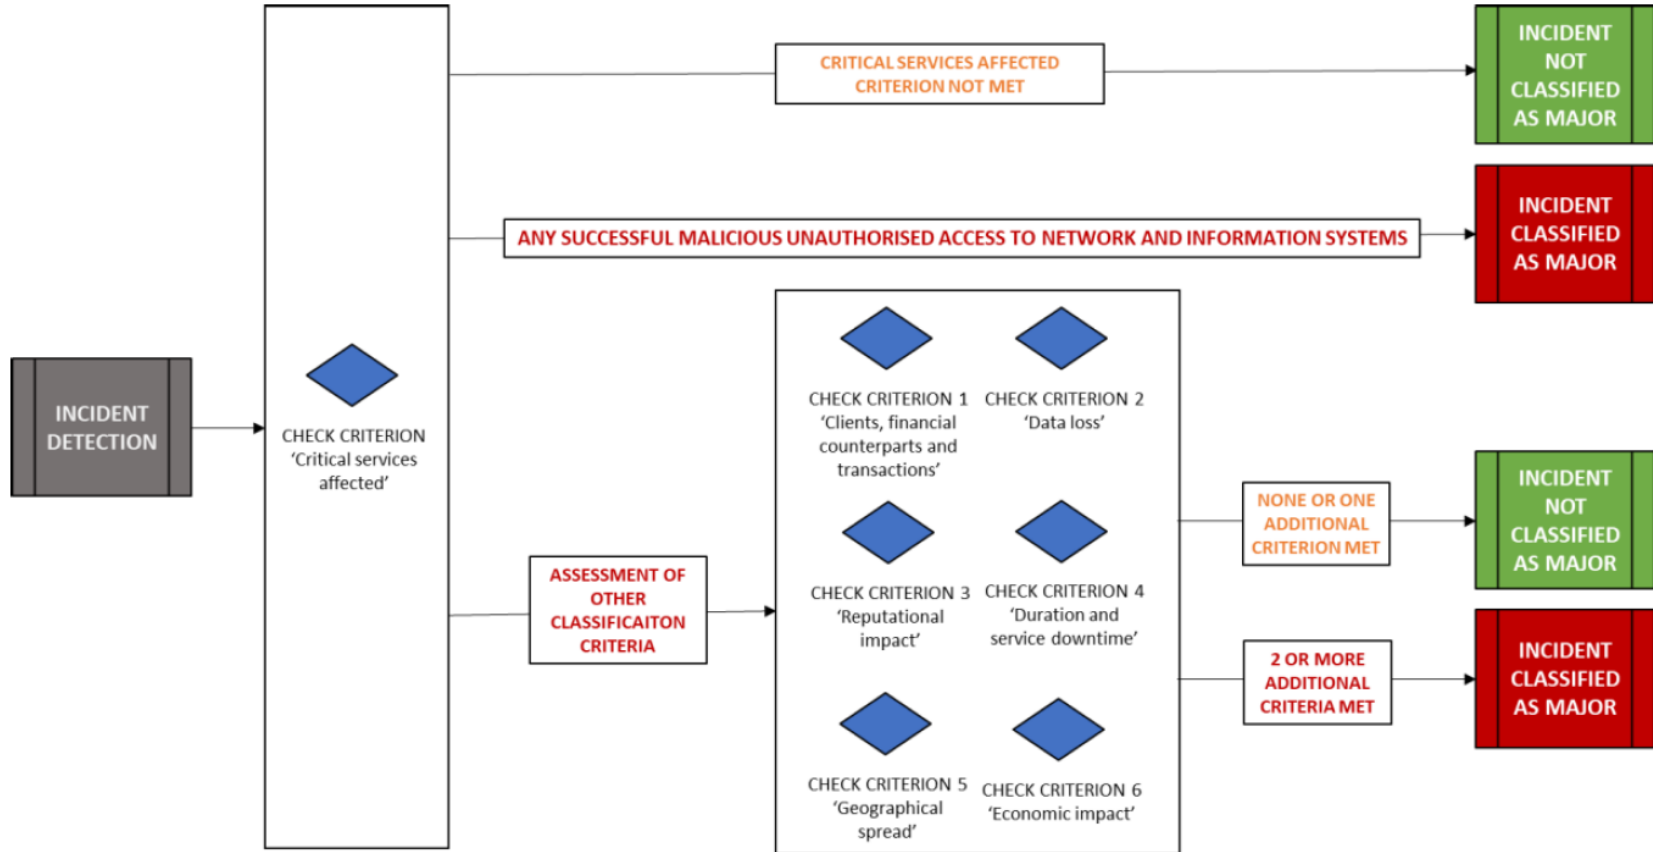 CRITICAL SERVICES AFFECTED
CRITERION NOT MET
INCIDENT
NOT
CLASSIFIED
AS MAJOR
ANY SUCCESSFUL MALICIOUS UNAUTHORISED ACCESS TO NETWORK AND INFORMATION SYSTEMS
INCIDENT
CLASSIFIED
AS MAJOR
INCIDENT
DETECTION
CHECK CRITERION
‘Critical services
affected’
ASSESSMENT OF
OTHER
CLASSIFICAITON
CRITERIA
CHECK CRITERION 1
‘Clients, financial
counterparts and
transactions’
CHECK CRITERION 2
‘Data loss’
CHECK CRITERION 3
‘Reputational
impact’
CHECK CRITERION 4
‘Duration and
service downtime’
CHECK CRITERION 5
‘Geographical
spread’
CHECK CRITERION 6
‘Economic impact’
NONE OR ONE
ADDITIONAL
CRITERION MET
INCIDENT
NOT
CLASSIFIED
AS MAJOR
2 OR MORE
ADDITIONAL
CRITERIA MET
INCIDENT
CLASSIFIED
AS MAJOR